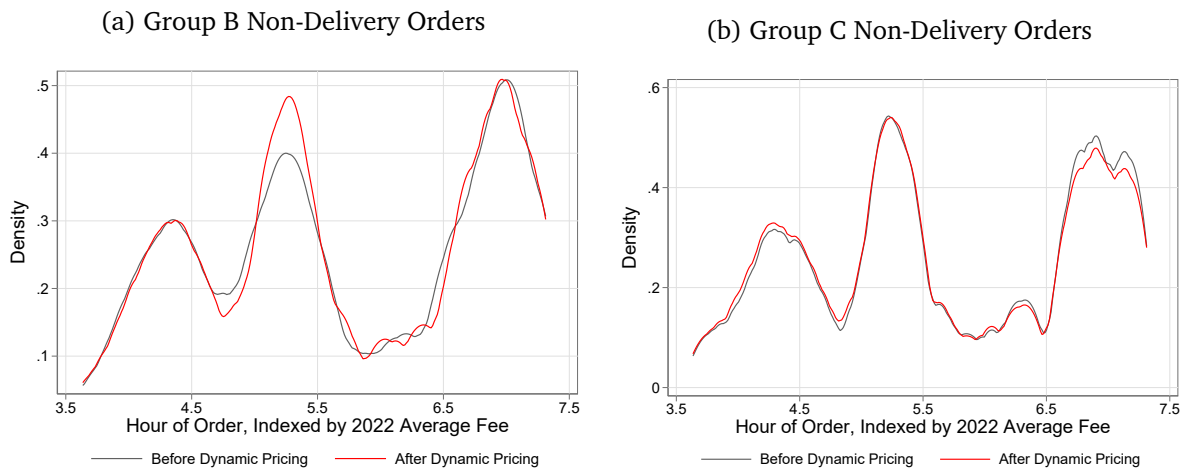 (a) Group B Non-Delivery Orders
.5
.4
.3
.2
.1
Density
3.5 4.5 5.5 6.5 7.5
Hour of Order, Indexed by 2022 Average Fee
Before Dynamic Pricing After Dynamic Pricing
(b) Group C Non-Delivery Orders
.6
.4
.2
0
Density
3.5 4.5 5.5 6.5 7.5
Hour of Order, Indexed by 2022 Average Fee
Before Dynamic Pricing After Dynamic Pricing